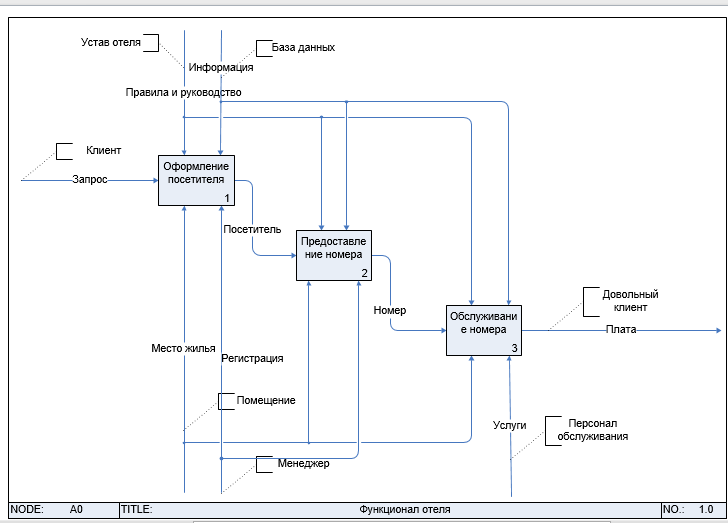 Устав отеля
База данных
Информация
Правила и руководство
Клиент
Запрос
Оформление
посетителя
1
Посетитель
Предоставле
ние номера
2
Номер
Обслуживани
е номера
3
Довольный
клиент
Плата
Место жилья
Регистрация
Помещение
Услуги
Персонал
обслуживания
Менеджер
NODE: A0 TITLE: Функционал отеля NO.: 1.0